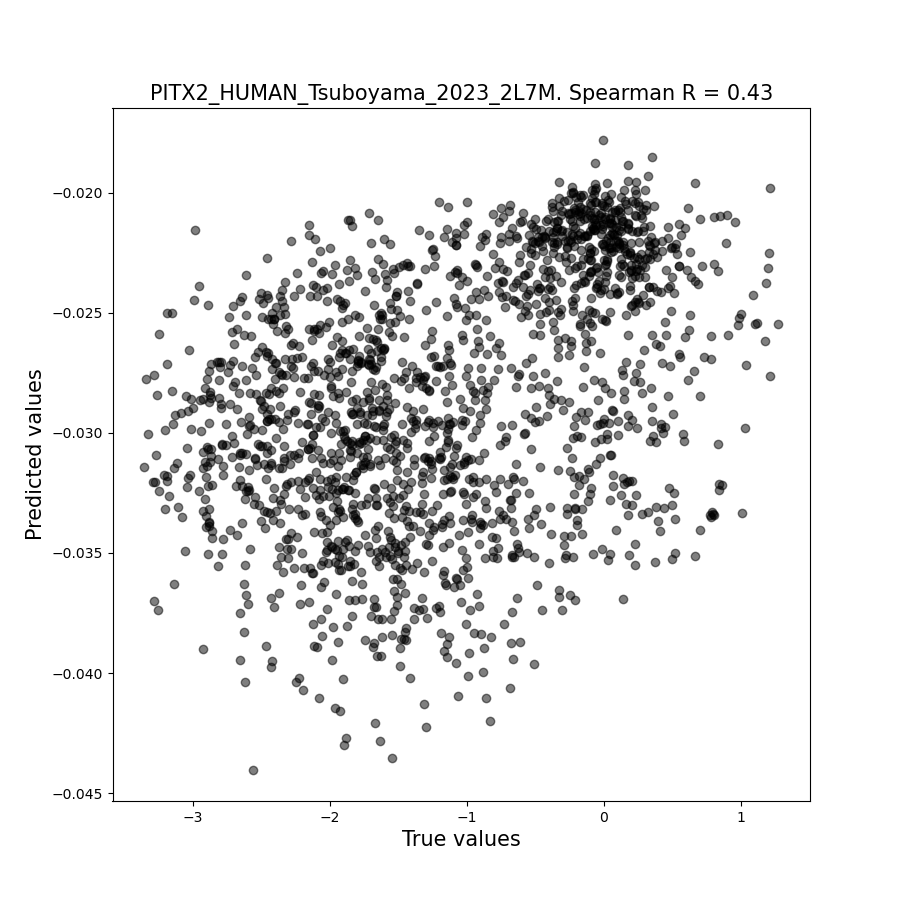 PITX2_HUMAN_Tsuboyama_2023_2L7M. Spearman R = 0.43
−0.020
−0.025
−0.030
−0.035
−0.040
−0.045
Predicted values
−3 −2 −1 0 1
True values